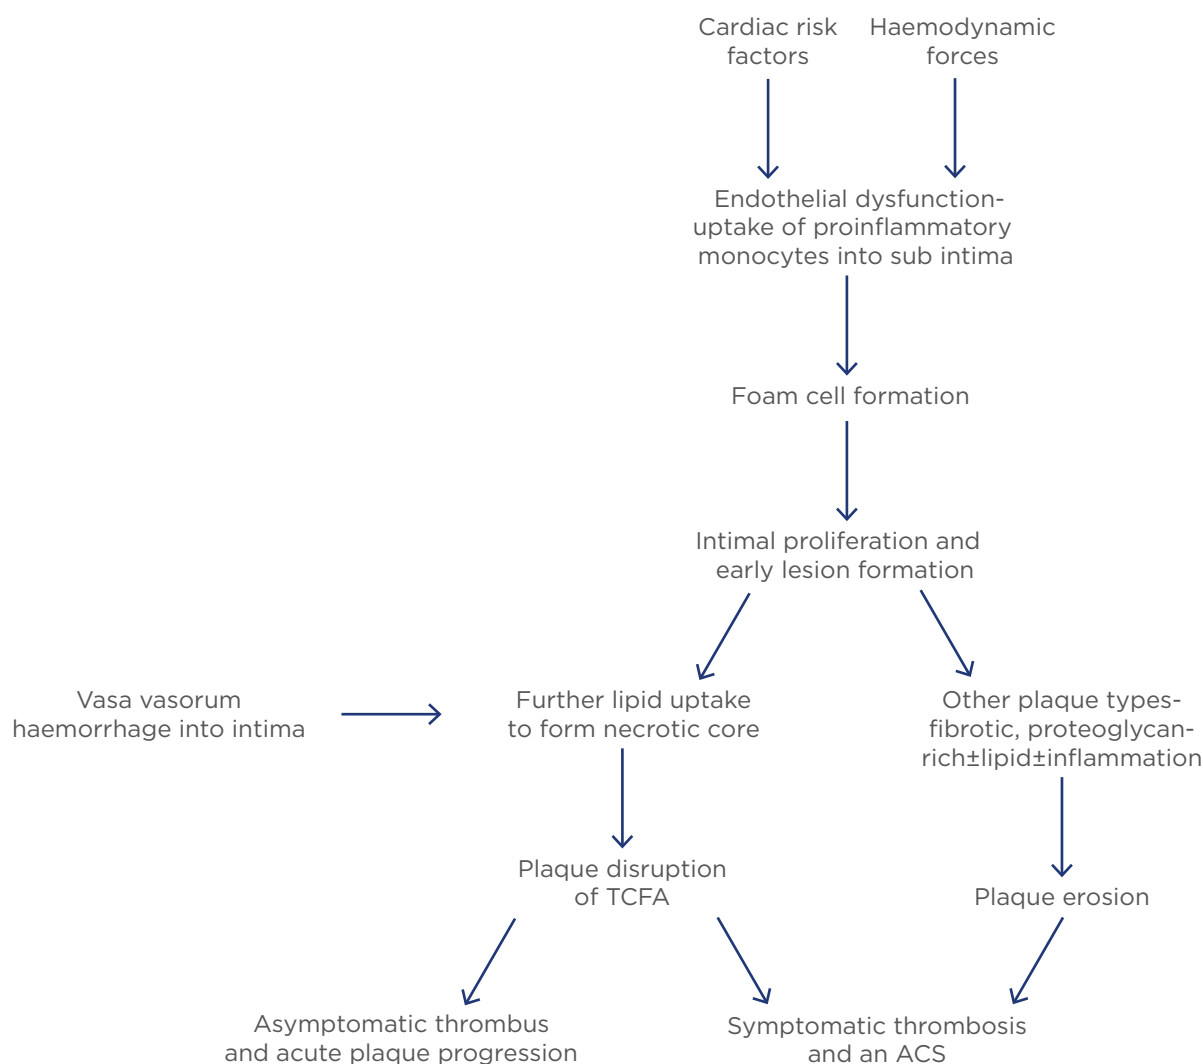 Cardiac risk
factors
Haemodynamic
forces
Endothelial dysfunction-
uptake of proinflammatory
monocytes into sub intima
Foam cell formation
Intimal proliferation and
early lesion formation
Vasa vasorum
haemorrhage into intima
Further lipid uptake
to form necrotic core
Other plaque types-
fibrotic, proteoglycan-
rich±lipid±inflammation
Plaque disruption
of TCFA
Plaque erosion
Asymptomatic thrombus
and acute plaque progression
Symptomatic thrombosis
and an ACS